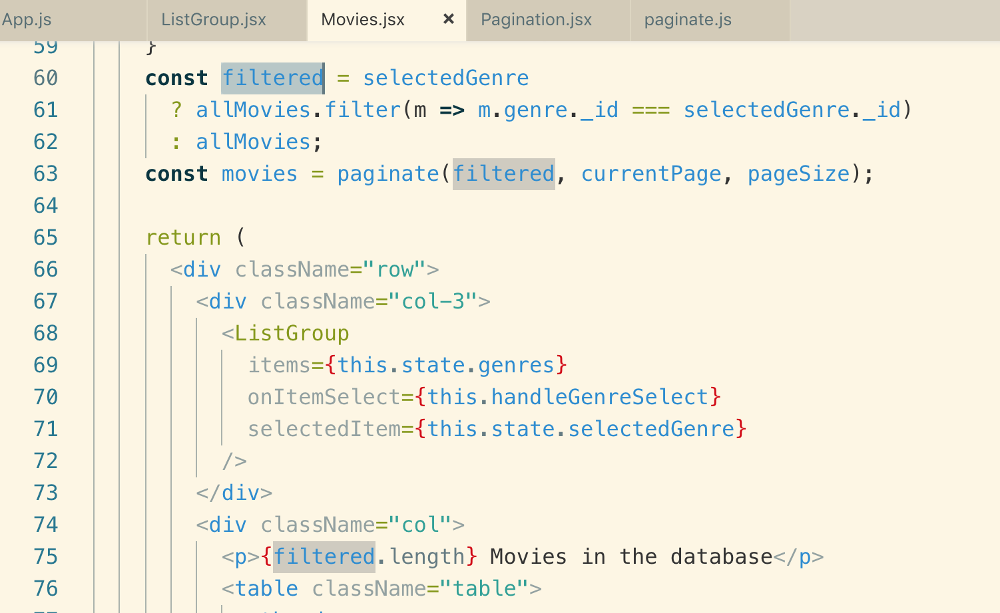 App.js ListGroup.jsx Movies.jsx × Pagination.jsx paginate.js
59 }
60 const filtered = selectedGenre
61 ? allMovies.filter(m => m.genre._id === selectedGenre._id)
62 : allMovies;
63 const movies = paginate(filtered, currentPage, pageSize);
64
65 return (
66 <div className="row">
67 <div className="col-3">
68 <ListGroup
69 items={this.state.genres}
70 onItemSelect={this.handleGenreSelect}
71 selectedItem={this.state.selectedGenre}
72 />
73 </div>
74 <div className="col">
75 <p>{filtered.length} Movies in the database</p>
76 <table className="table">